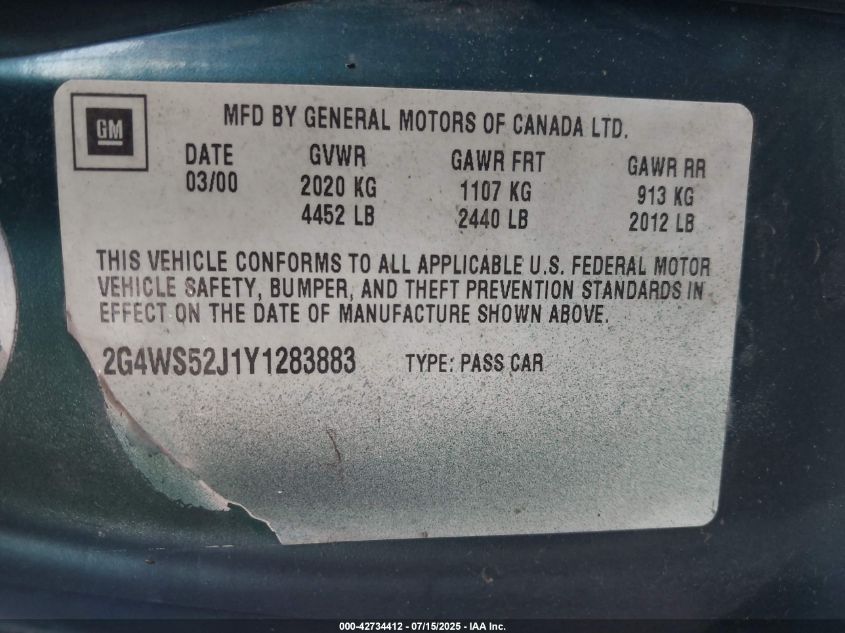 GM
MFD BY GENERAL MOTORS OF CANADA LTD.
DATE GVWR GAWR FRT GAWR RR
03/00 2020 KG 1107 KG 913 KG
4452 LB 2440 LB 2012 LB
THIS VEHICLE CONFORMS TO ALL APPLICABLE U.S. FEDERAL MOTOR
VEHICLE SAFETY, BUMPER, AND THEFT PREVENTION STANDARDS IN
EFFECT ON THE DATE OF MANUFACTURE SHOWN ABOVE.
2G4WS52J1Y1283883 TYPE: PASS CAR
000-42734412 - 07/15/2025 - IAA Inc.